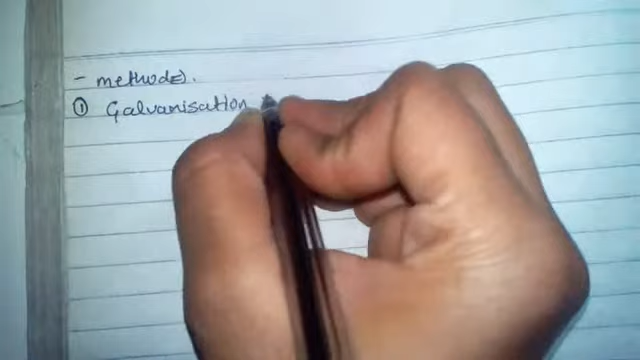 - methods.
① Galvanisation